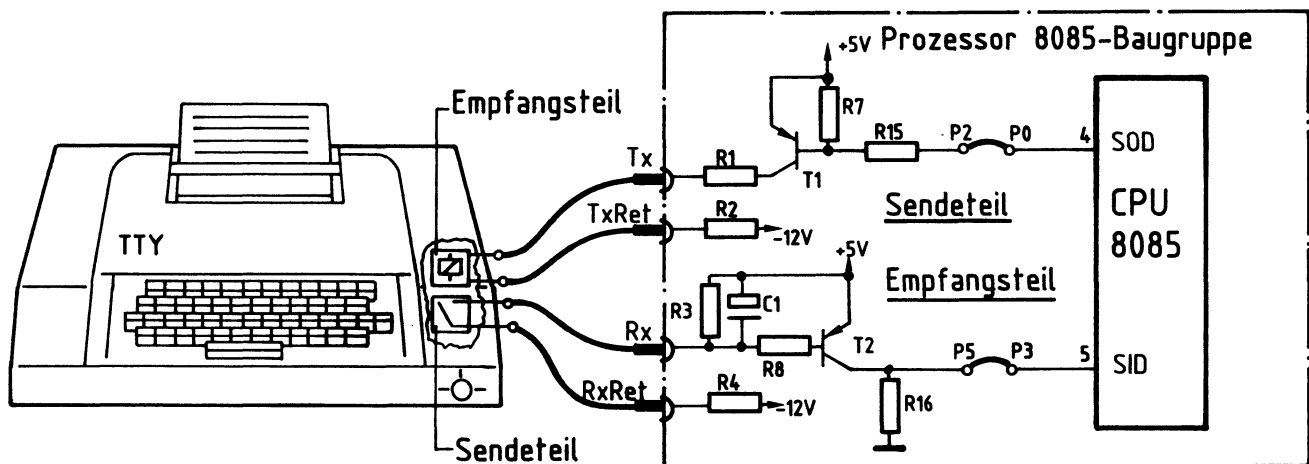 Prozessor 8085-Baugruppe
+5V
Empfangsteil
R7
R15
P2
P0
4
SOD
Tx
R1
T1
CPU
8085
TxRet
R2
-12V
Sendeteil
TTY
+5V
Empfangsteil
R3
C1
Rx
R8
T2
P5
P3
5
SID
RxRet
R4
-12V
R16
Sendeteil